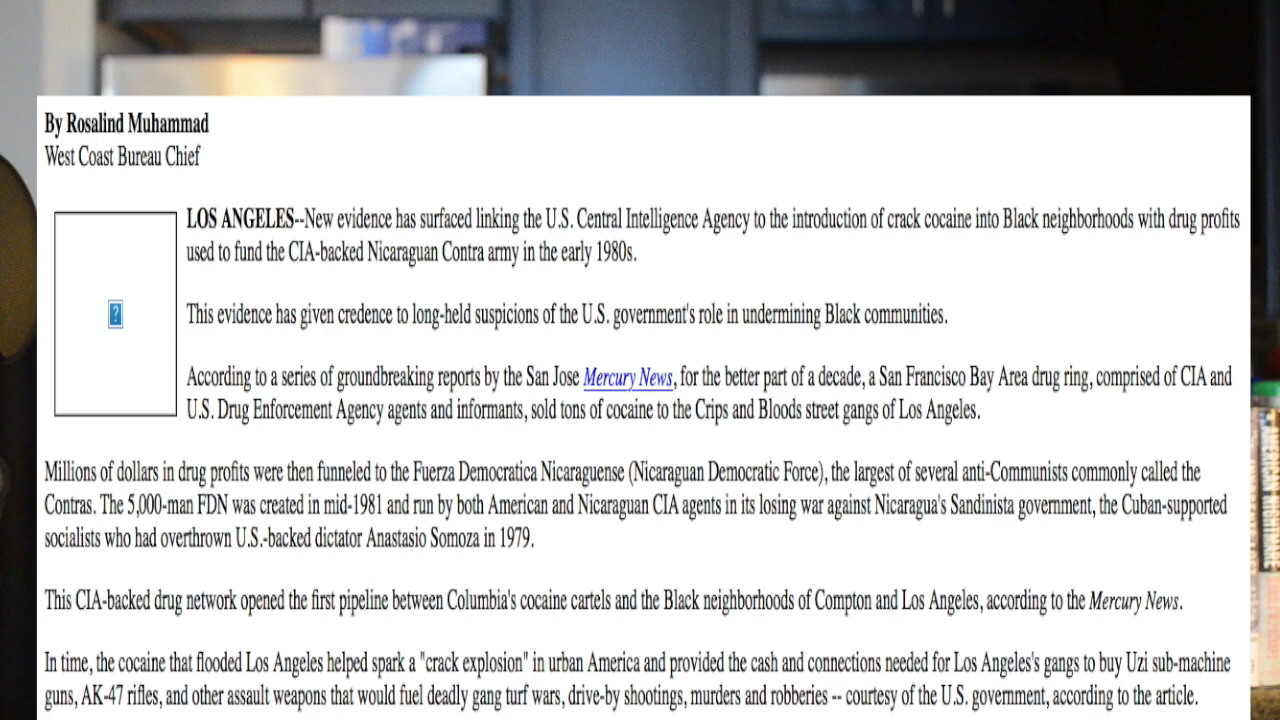 By Rosalind Muhammad
West Coast Bureau Chief
LOS ANGELES--New evidence has surfaced linking the U.S. Central Intelligence Agency to the introduction of crack cocaine into Black neighborhoods with drug profits
used to fund the CIA-backed Nicaraguan Contra army in the early 1980s.
This evidence has given credence to long-held suspicions of the U.S. government's role in undermining Black communities.
According to a series of groundbreaking reports by the San Jose Mercury News, for the better part of a decade, a San Francisco Bay Area drug ring, comprised of CIA and
U.S. Drug Enforcement Agency agents and informants, sold tons of cocaine to the Crips and Bloods street gangs of Los Angeles.
Millions of dollars in drug profits were then funneled to the Fuerza Democratica Nicaraguense (Nicaraguan Democratic Force), the largest of several anti-Communists commonly called the
Contras. The 5,000-man FDN was created in mid-1981 and run by both American and Nicaraguan CIA agents in its losing war against Nicaragua's Sandinista government, the Cuban-supported
socialists who had overthrown U.S.-backed dictator Anastasio Somoza in 1979.
This CIA-backed drug network opened the first pipeline between Columbia's cocaine cartels and the Black neighborhoods of Compton and Los Angeles, according to the Mercury News.
In time, the cocaine that flooded Los Angeles helped spark a "crack explosion" in urban America and provided the cash and connections needed for Los Angeles's gangs to buy Uzi sub-machine
guns, AK-47 rifles, and other assault weapons that would fuel deadly gang turf wars, drive-by shootings, murders and robberies -- courtesy of the U.S. government, according to the article.